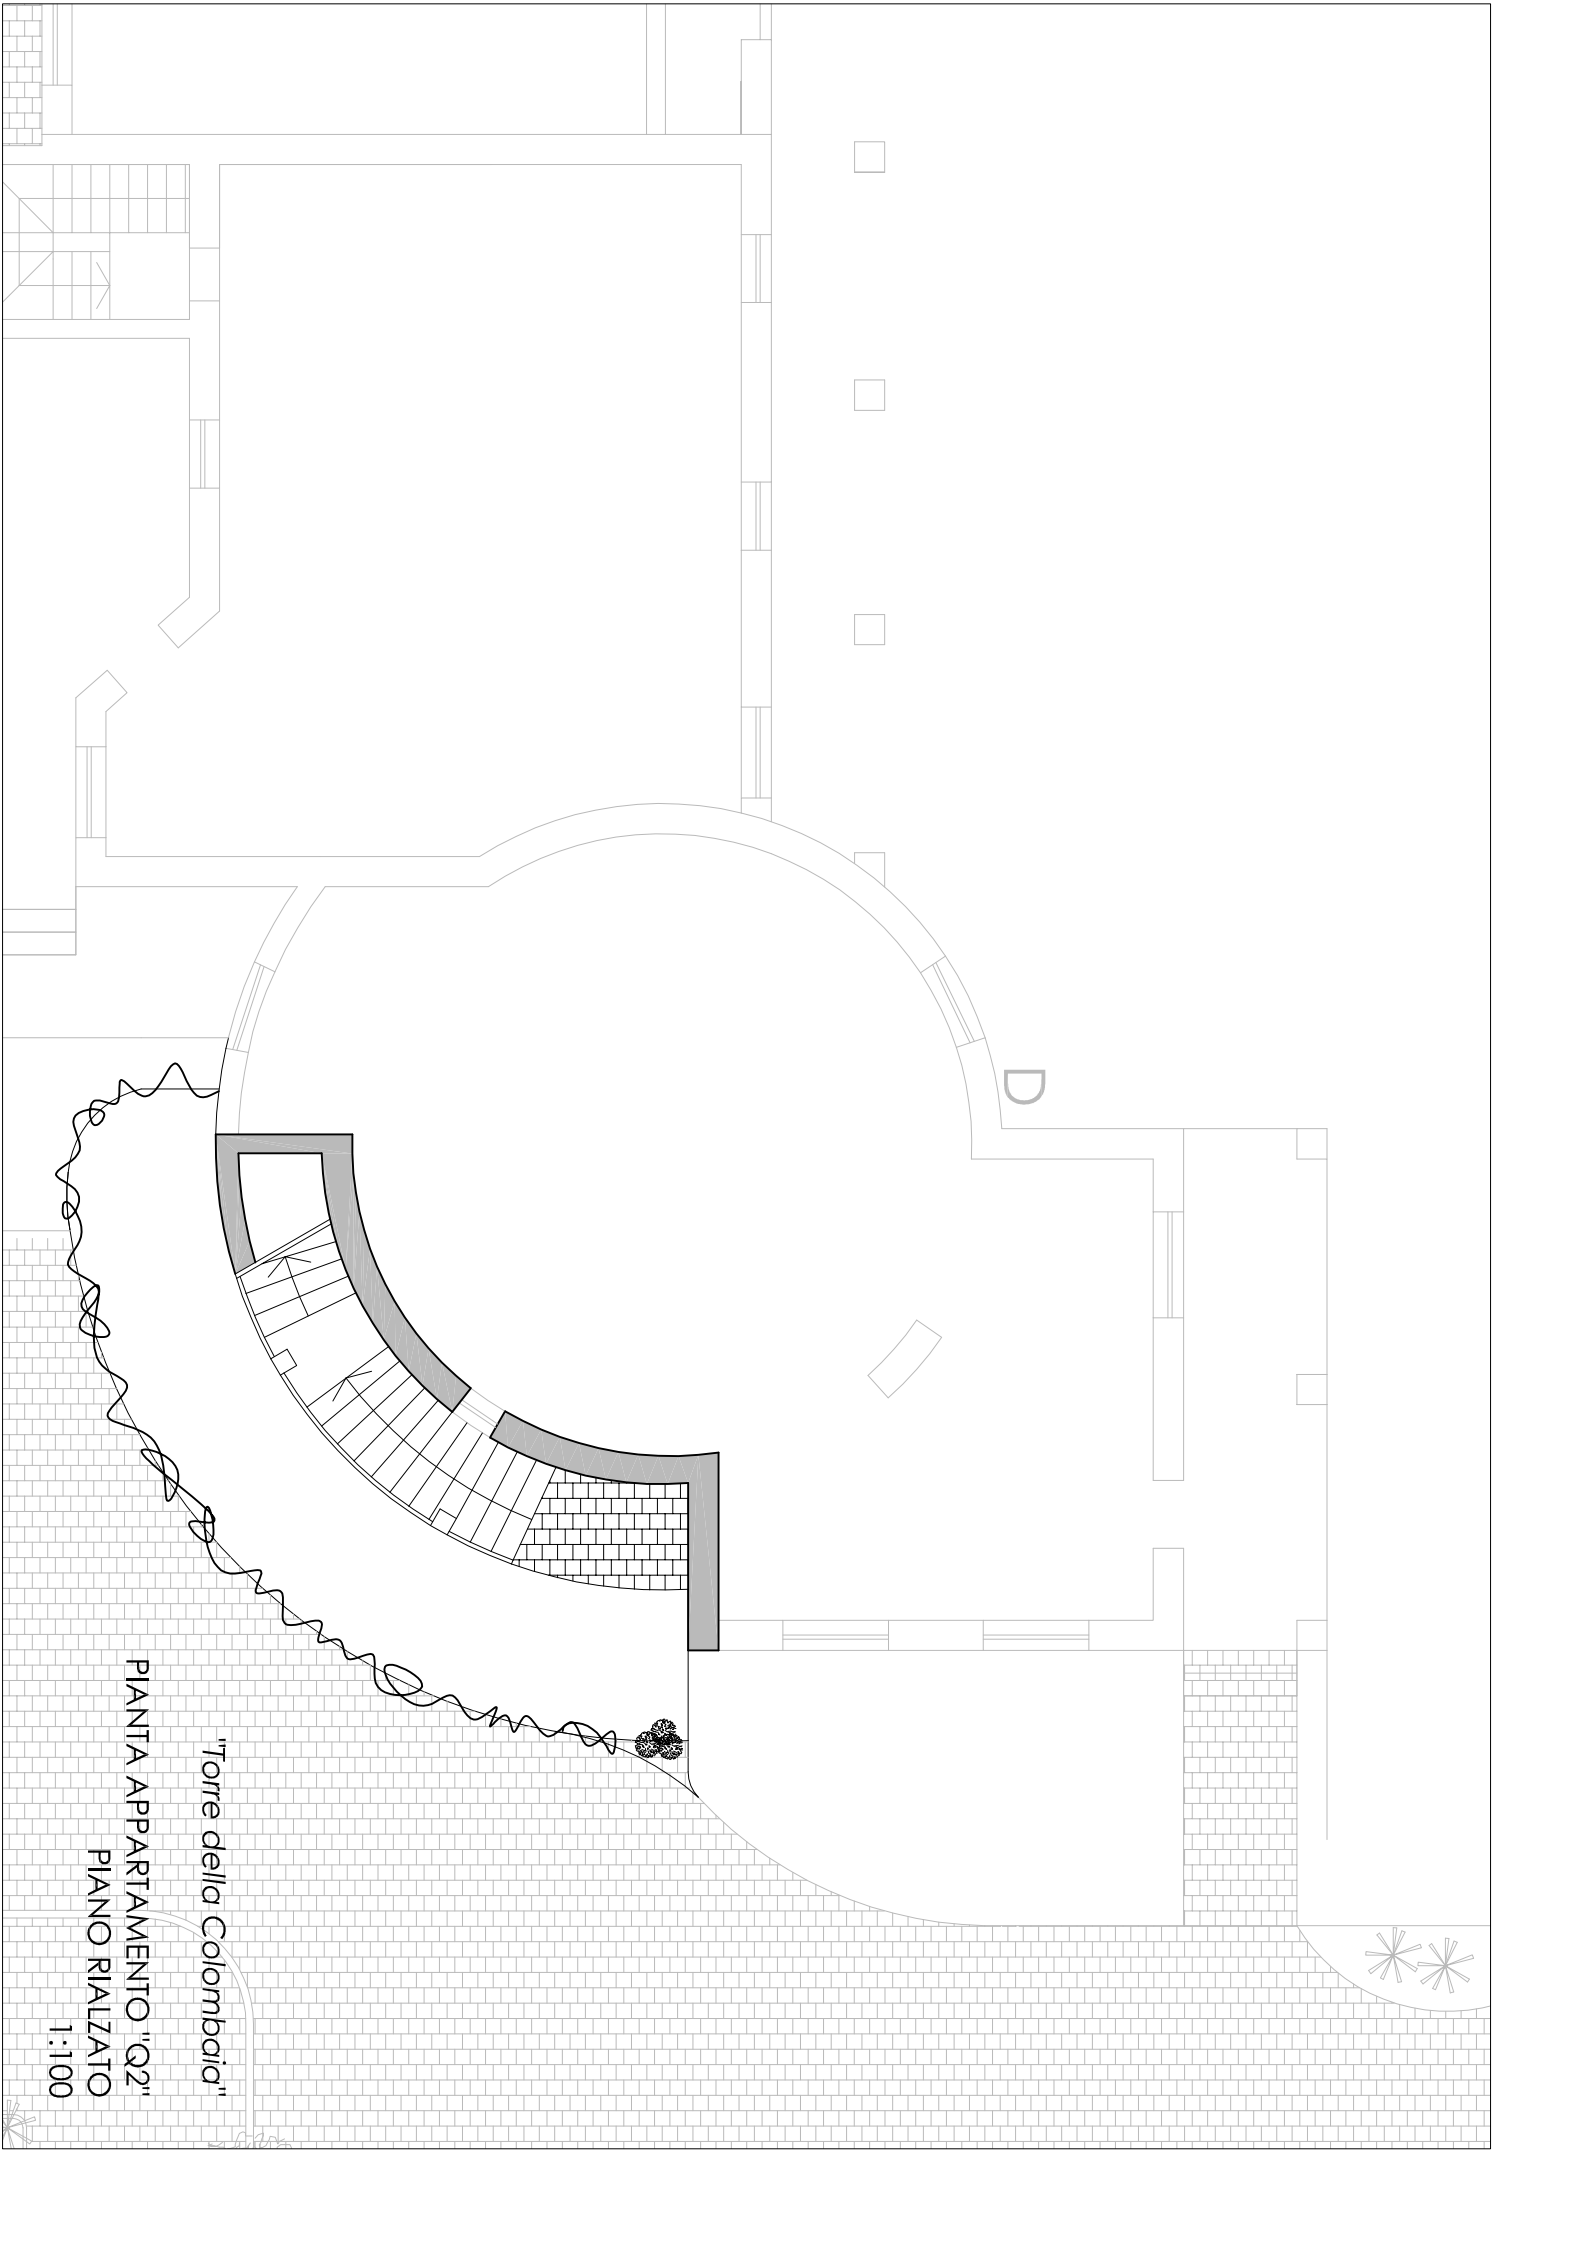 D
"Torre della Colombaia"
PIANTA APPARTAMENTO "Q2"
PIANO RIALZATO
1:100